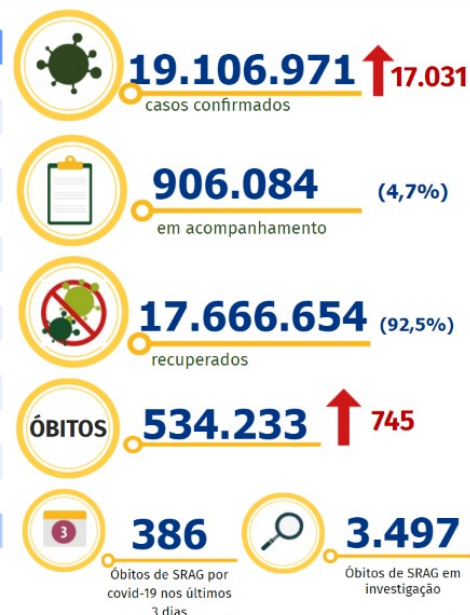 19.106.971 17.031
casos confirmados
906.084 (4,7%)
em acompanhamento
17.666.654 (92,5%)
recuperados
ÓBITOS 534.233 745
3
386
Óbitos de SRAG por
covid-19 nos últimos
3 dias
3.497
Óbitos de SRAG em
investigação